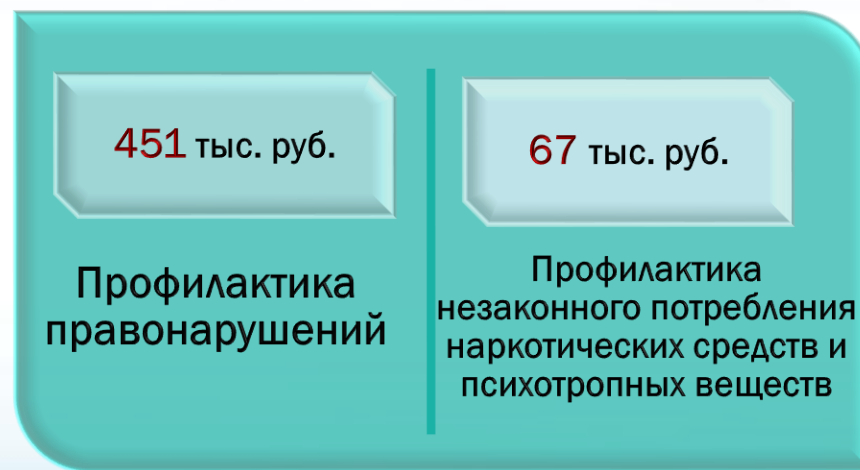 451 тыс. руб.
Профилактика
правонарушений
67 тыс. руб.
Профилактика
незаконного потребления
наркотических средств и
психотропных веществ